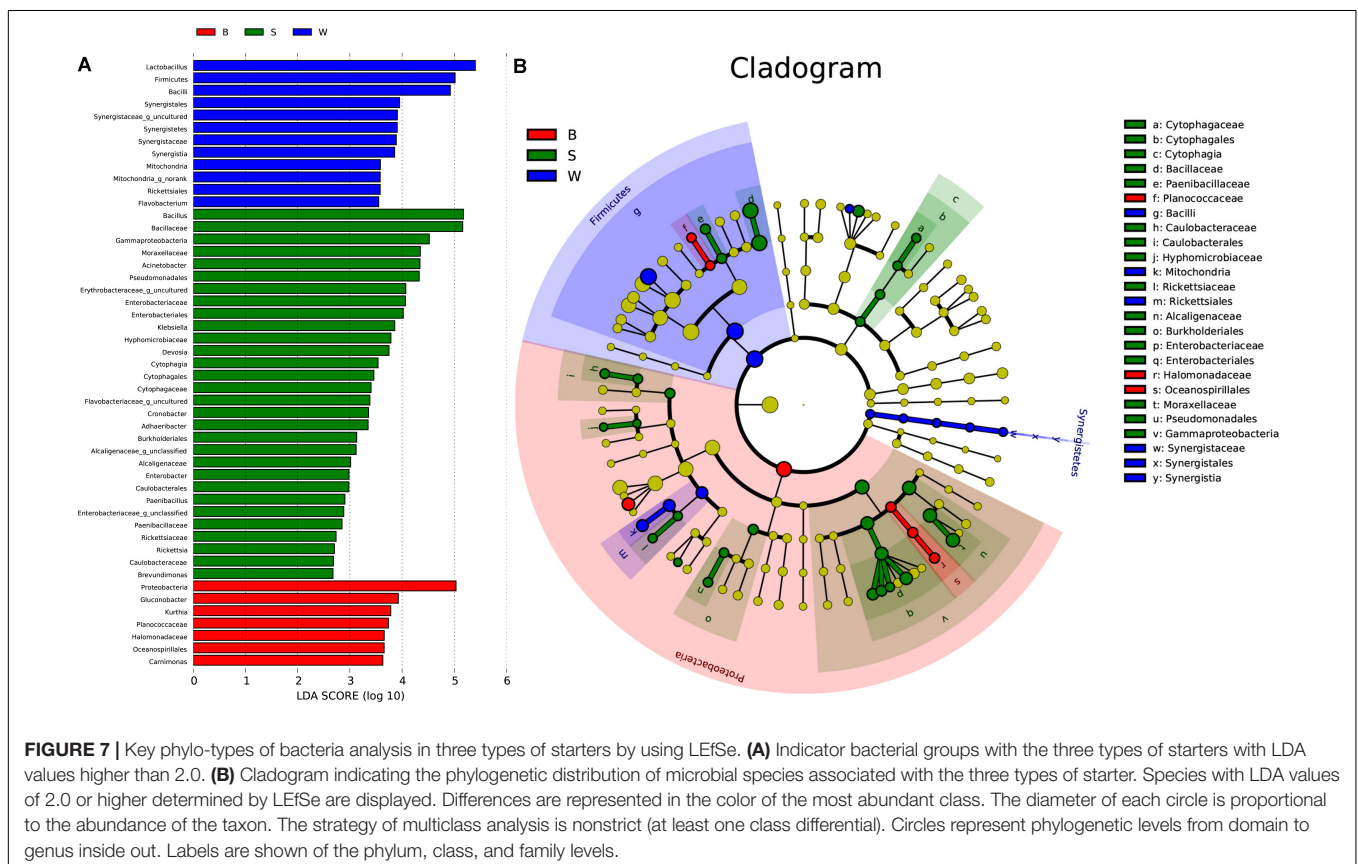 B S W
A
Lactobacillus
Firmicutes
Bacilli
Synergistales
Synergistaceae_g_uncultured
Synergistetes
Synergistaceae
Synergistia
Mitochondria
Mitochondria_g_norank
Rickettsiales
Flavobacterium
Bacillus
Bacillaceae
Gammaproteobacteria
Moraxellaceae
Acinetobacter
Pseudomonadales
Erythrobacteraceae_g_uncultured
Enterobacteriaceae
Enterobacteriales
Klebsiella
Hyphomicrobiaceae
Devosia
Cytophagia
Cytophagales
Cytophagaceae
Flavobacteriaceae_g_uncultured
Cronobacter
Adhaeribacter
Burkholderiales
Alcaligenaceae_g_unclassified
Alcaligenaceae
Enterobacter
Caulobacterales
Paenibacillus
Enterobacteriaceae_g_unclassified
Paenibacillaceae
Rickettsiaceae
Rickettsia
Caulobacteraceae
Brevundimonas
Proteobacteria
Gluconobacter
Kurthia
Planococcaceae
Halomonadaceae
Oceanospirillales
Carnimonas
0 1 2 3 4 5 6
LDA SCORE (log 10)
B
Cladogram
B
S
W
Firmicutes
g
f
e
d
c
b
a
i
h
j
m
k
l
n
o
p
q
r
s
t
u
v
w x y
Synergistetes
Proteobacteria
a: Cytophagaceae
b: Cytophagales
c: Cytophagia
d: Bacillaceae
e: Paenibacillaceae
f: Planococcaceae
g: Bacilli
h: Caulobacteraceae
i: Caulobacterales
j: Hyphomicrobiaceae
k: Mitochondria
l: Rickettsiaceae
m: Rickettsiales
n: Alcaligenaceae
o: Burkholderiales
p: Enterobacteriaceae
q: Enterobacteriales
r: Halomonadaceae
s: Oceanospirillales
t: Moraxellaceae
u: Pseudomonadales
v: Gammaproteobacteria
w: Synergistaceae
x: Synergistales
y: Synergistia
FIGURE 7 | Key phylo-types of bacteria analysis in three types of starters by using LEfSe. (A) Indicator bacterial groups with the three types of starters with LDA
values higher than 2.0. (B) Cladogram indicating the phylogenetic distribution of microbial species associated with the three types of starter. Species with LDA values
of 2.0 or higher determined by LEfSe are displayed. Differences are represented in the color of the most abundant class. The diameter of each circle is proportional
to the abundance of the taxon. The strategy of multiclass analysis is nonstrict (at least one class differential). Circles represent phylogenetic levels from domain to
genus inside out. Labels are shown of the phylum, class, and family levels.